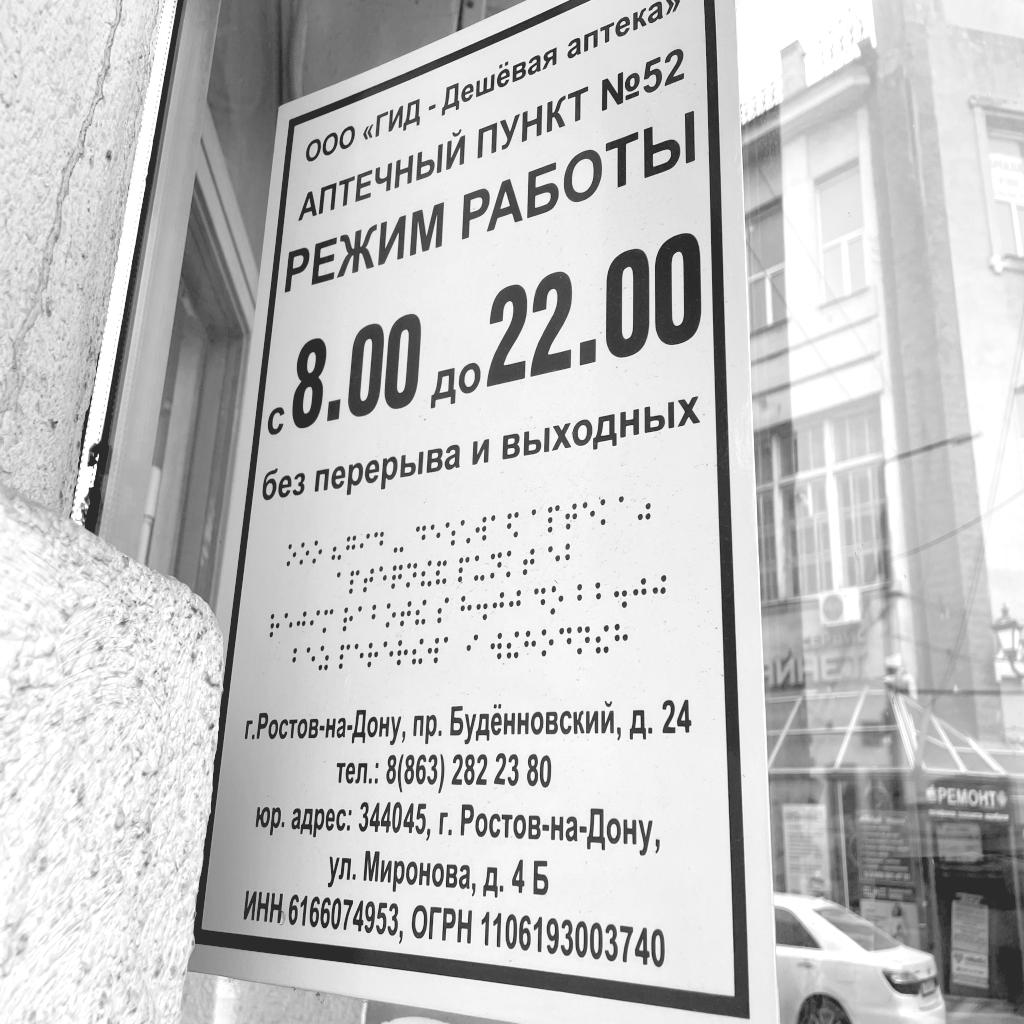 ООО «ГИД - Дешёвая аптека»
АПТЕЧНЫЙ ПУНКТ №52
РЕЖИМ РАБОТЫ
с 8.00 до 22.00
без перерыва и выходных
г.Ростов-на-Дону, пр. Будённовский, д. 24
тел.: 8(863) 282 23 80
юр. адрес: 344045, г. Ростов-на-Дону,
ул. Миронова, д. 4 Б
ИНН 6166074953, ОГРН 1106193003740
РЕМОНТ